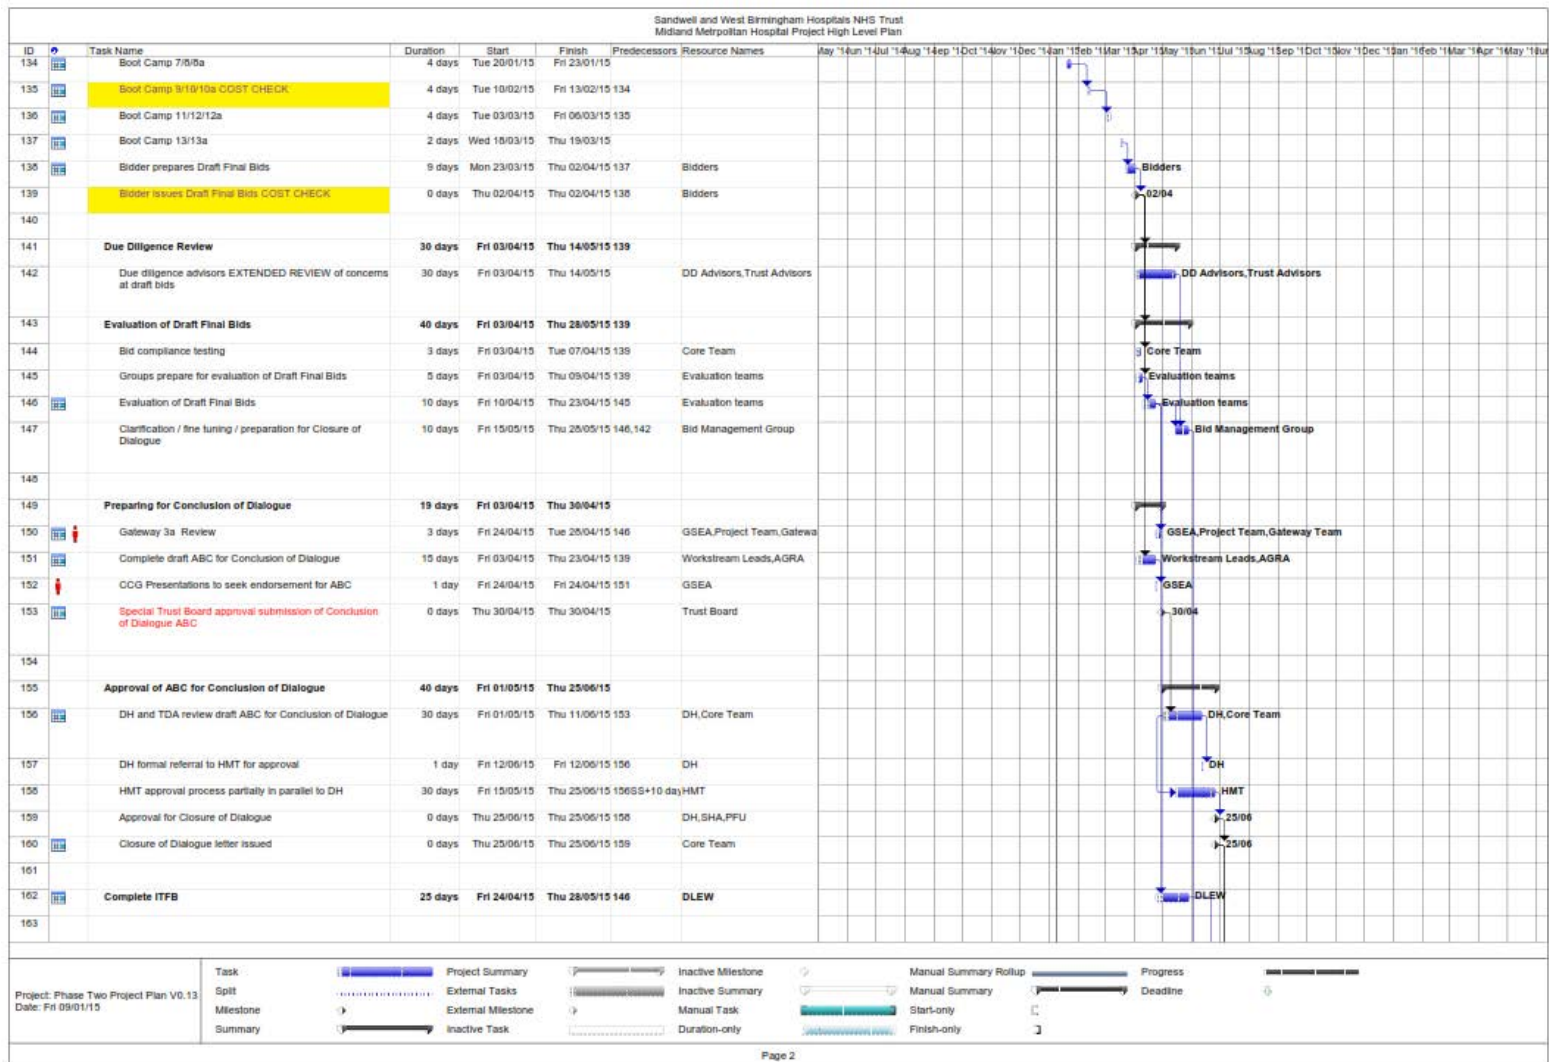 Sandwell and West Birmingham Hospitals NHS Trust
Midland Metrpolitan Hospital Project High Level Plan
ID Task Name Duration Start Finish Predecessors Resource Names
134 Boot Camp 7/8/8a 4 days Tue 20/01/15 Fri 23/01/15
135 Boot Camp 9/10/10a COST CHECK 4 days Tue 10/02/15 Fri 13/02/15 134
136 Boot Camp 11/12/12a 4 days Tue 03/03/15 Fri 06/03/15 135
137 Boot Camp 13/13a 2 days Wed 18/03/15 Thu 19/03/15
138 Bidder prepares Draft Final Bids 9 days Mon 23/03/15 Thu 02/04/15 137 Bidders Bidders
139 Bidder issues Draft Final Bids COST CHECK 0 days Thu 02/04/15 Thu 02/04/15 138 Bidders 02/04
140
141 Due Diligence Review 30 days Fri 03/04/15 Thu 14/05/15 139
142 Due diligence advisors EXTENDED REVIEW of concerns 30 days Fri 03/04/15 Thu 14/05/15 DD Advisors,Trust Advisors DD Advisors,Trust Advisors
at draft bids
143 Evaluation of Draft Final Bids 40 days Fri 03/04/15 Thu 28/05/15 139
144 Bid compliance testing 3 days Fri 03/04/15 Tue 07/04/15 139 Core Team Core Team
145 Groups prepare for evaluation of Draft Final Bids 5 days Fri 03/04/15 Thu 09/04/15 139 Evaluation teams Evaluation teams
146 Evaluation of Draft Final Bids 10 days Fri 10/04/15 Thu 23/04/15 145 Evaluation teams Evaluation teams
147 Clarification / fine tuning / preparation for Closure of 10 days Fri 15/05/15 Thu 28/05/15 146,142 Bid Management Group Bid Management Group
Dialogue
148
149 Preparing for Conclusion of Dialogue 19 days Fri 03/04/15 Thu 30/04/15
150 Gateway 3a Review 3 days Fri 24/04/15 Tue 28/04/15 146 GSEA,Project Team,Gatewa GSEA,Project Team,Gateway Team
151 Complete draft ABC for Conclusion of Dialogue 15 days Fri 03/04/15 Thu 23/04/15 139 Workstream Leads,AGRA Workstream Leads,AGRA
152 CCG Presentations to seek endorsement for ABC 1 day Fri 24/04/15 Fri 24/04/15 151 GSEA GSEA
153 Special Trust Board approval submission of Conclusion 0 days Thu 30/04/15 Thu 30/04/15 Trust Board 30/04
of Dialogue ABC
154
155 Approval of ABC for Conclusion of Dialogue 40 days Fri 01/05/15 Thu 25/06/15
156 DH and TDA review draft ABC for Conclusion of Dialogue 30 days Fri 01/05/15 Thu 11/06/15 153 DH,Core Team DH,Core Team
157 DH formal referral to HMT for approval 1 day Fri 12/06/15 Fri 12/06/15 156 DH DH
158 HMT approval process partially in parallel to DH 30 days Fri 15/05/15 Thu 25/06/15 156SS+10 day HMT HMT
159 Approval for Closure of Dialogue 0 days Thu 25/06/15 Thu 25/06/15 158 DH,SHA,PFU 25/06
160 Closure of Dialogue letter issued 0 days Thu 25/06/15 Thu 25/06/15 159 Core Team 25/06
161
162 Complete ITFB 25 days Fri 24/04/15 Thu 28/05/15 146 DLEW DLEW
163
Project: Phase Two Project Plan V0.13
Date: Fri 09/01/15
Task Project Summary Inactive Milestone Manual Summary Rollup Progress
Split External Tasks Inactive Summary Manual Summary Deadline
Milestone External Milestone Manual Task Start-only
Summary Inactive Task Duration-only Finish-only
Page 2